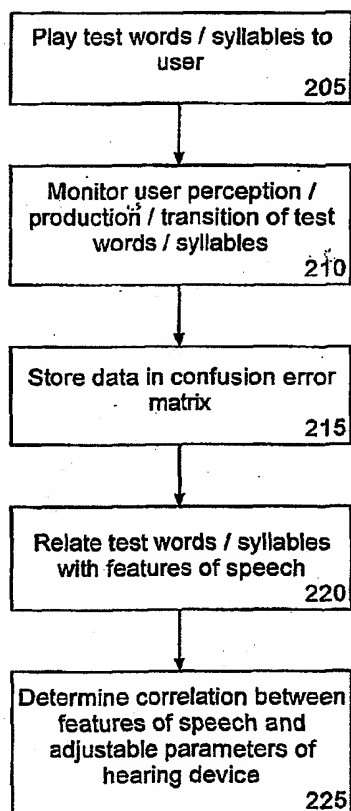 Play test words / syllables to
user
205
Monitor user perception /
production / transition of test
words / syllables
210
Store data in confusion error
matrix
215
Relate test words / syllables
with features of speech
220
Determine correlation between
features of speech and
adjustable parameters of
hearing device
225